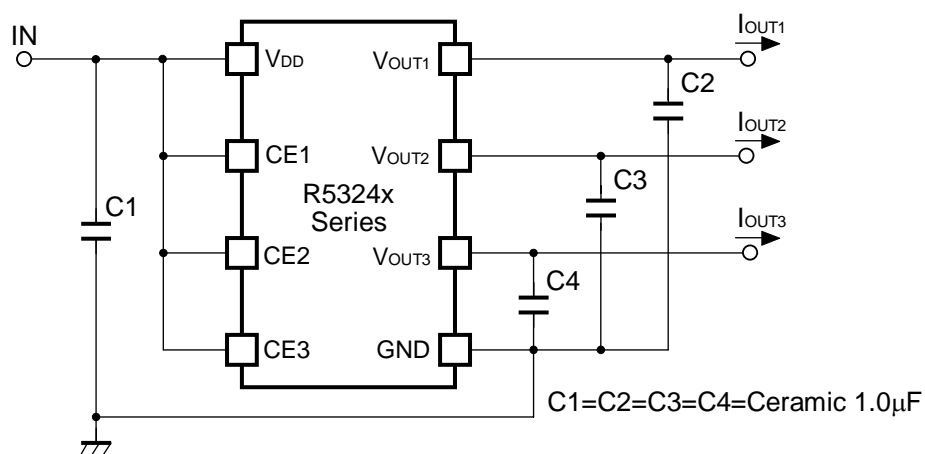 IN
IOUT1
VDD
VOUT1
C2
IOUT2
CE1
VOUT2
C3
R5324x
Series
C1
IOUT3
CE2
VOUT3
C4
CE3
GND
C1=C2=C3=C4=Ceramic 1.0μF